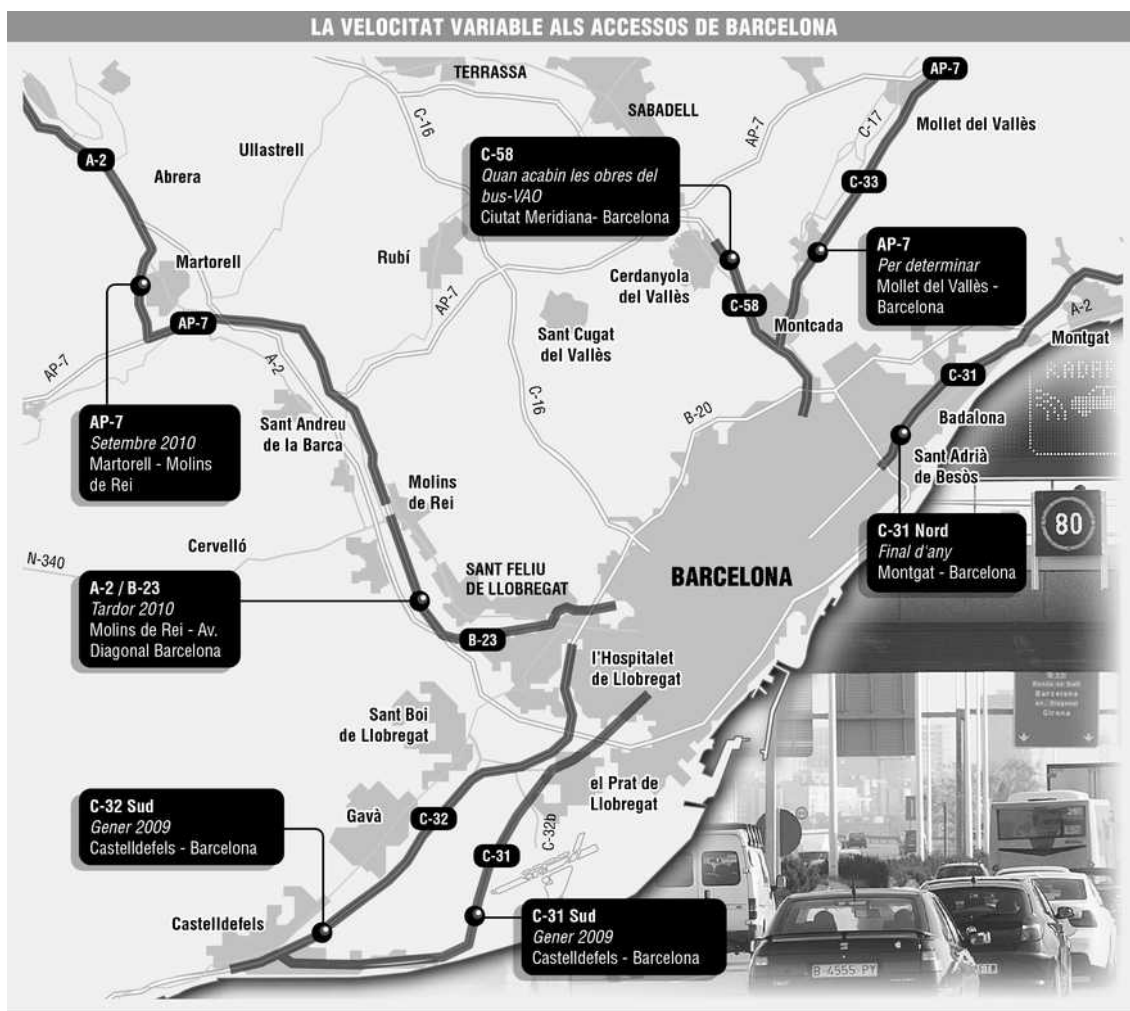 LA VELOCITAT VARIABLE ALS ACCESSOS DE BARCELONA
TERRASSA
AP-7
C-16
SABADELL
AP-7
C-17
Mollet del Vallès
Ullastrell
A-2
Abrera
C-58
Quan acabin les obres del
bus-VAO
Ciutat Meridiana- Barcelona
C-33
Martorell
Rubí
Cerdanyola
del Vallès
AP-7
Per determinar
Mollet del Vallès -
Barcelona
AP-7
AP-7
C-58
Montcada
A-2
Montgat
AP-7
A-2
Sant Cugat
del Vallès
C-31
RADAR
C-16
B-20
AP-7
Setembre 2010
Martorell - Molins
de Rei
Sant Andreu
de la Barca
Badalona
Sant Adrià
de Besòs
Molins
de Rei
80
C-31 Nord
Final d'any
Montgat - Barcelona
Cervelló
N-340
SANT FELIU
DE LLOBREGAT
BARCELONA
A-2 / B-23
Tardor 2010
Molins de Rei - Av.
Diagonal Barcelona
B-23
l'Hospitalet
de Llobregat
Barcelona
Girona
Sant Boi
de Llobregat
el Prat de
Llobregat
C-32 Sud
Gener 2009
Castelldefels - Barcelona
Gavà
C-32
C-32b
C-31
Castelldefels
C-31 Sud
Gener 2009
Castelldefels - Barcelona
B-4555-PY